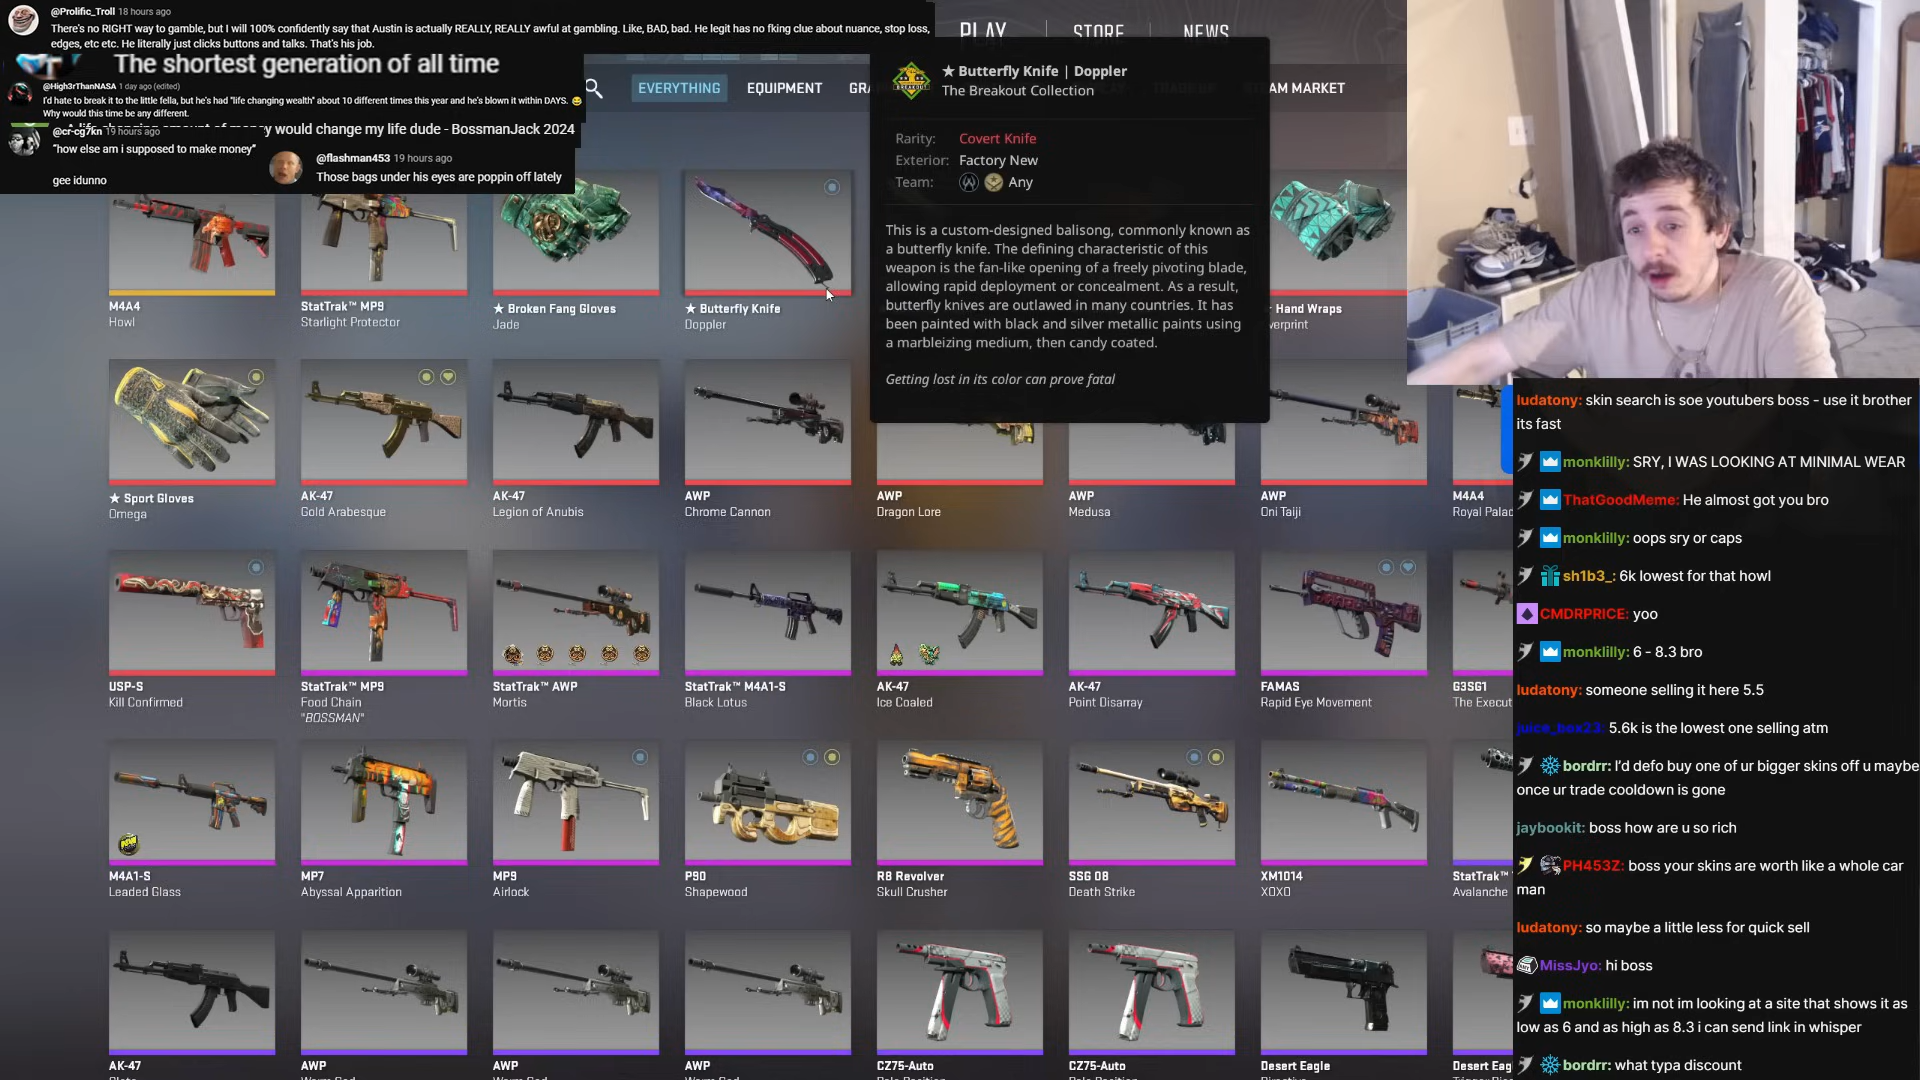 @Prolific_Troll 18 hours ago
There's no RIGHT way to gamble, but I will 100% confidently say that Austin is actually REALLY, REALLY awful at gambling. Like, BAD, bad. He legit has no fking clue about nuance, stop loss,
edges, etc etc. He literally just clicks buttons and talks. That's his job.
The shortest generation of all time
@High3rThanNASA 1 day ago (edited)
I'd hate to break it to the little fella, but he's had "life changing wealth" about 10 different times this year and he's blown it within DAYS. 😂
Why would this time be any different.
would change my life dude - BossmanJack 2024
@cr-cg7kn 19 hours ago
"how else am i supposed to make money"
gee idunno
@flashman453 19 hours ago
Those bags under his eyes are poppin off lately
PLAY
STORE
NEWS
EVERYTHING
EQUIPMENT
GRA
MARKET
★ Butterfly Knife | Doppler
The Breakout Collection
BREAKOUT
Rarity: Covert Knife
Exterior: Factory New
Team: Any
This is a custom-designed balisong, commonly known as
a butterfly knife. The defining characteristic of this
weapon is the fan-like opening of a freely pivoting blade,
allowing rapid deployment or concealment. As a result,
butterfly knives are outlawed in many countries. It has
been painted with black and silver metallic paints using
a marbleizing medium, then candy coated.
Getting lost in its color can prove fatal
M4A4
Howl
StatTrak™ MP9
Starlight Protector
★ Broken Fang Gloves
Jade
★ Butterfly Knife
Doppler
Hand Wraps
verprint
★ Sport Gloves
Omega
AK-47
Gold Arabesque
AK-47
Legion of Anubis
AWP
Chrome Cannon
AWP
Dragon Lore
AWP
Medusa
AWP
Oni Taiji
M4A4
Royal Palad
USP-S
Kill Confirmed
StatTrak™ MP9
Food Chain
"BOSSMAN"
StatTrak™ AWP
Mortis
StatTrak™ M4A1-S
Black Lotus
AK-47
Ice Coaled
AK-47
Point Disarray
FAMAS
Rapid Eye Movement
G3SG1
The Execut
M4A1-S
Leaded Glass
MP7
Abyssal Apparition
MP9
Airlock
P90
Shapewood
R8 Revolver
Skull Crusher
SSG 08
Death Strike
XM1014
XOXO
StatTrak™
Avalanche
AK-47
AWP
AWP
AWP
CZ75-Auto
CZ75-Auto
Desert Eagle
Desert Eag
ludatony: skin search is soe youtubers boss - use it brother
its fast
monklilly: SRY, I WAS LOOKING AT MINIMAL WEAR
ThatGoodMeme: He almost got you bro
monklilly: oops sry or caps
sh1b3_: 6k lowest for that howl
CMDRPRICE: yoo
monklilly: 6 - 8.3 bro
ludatony: someone selling it here 5.5
juice_box23: 5.6k is the lowest one selling atm
bordrr: I'd defo buy one of ur bigger skins off u maybe
once ur trade cooldown is gone
jaybookit: boss how are u so rich
PH453Z: boss your skins are worth like a whole car
man
ludatony: so maybe a little less for quick sell
MissJyo: hi boss
monklilly: im not im looking at a site that shows it as
low as 6 and as high as 8.3 i can send link in whisper
bordrr: what typa discount